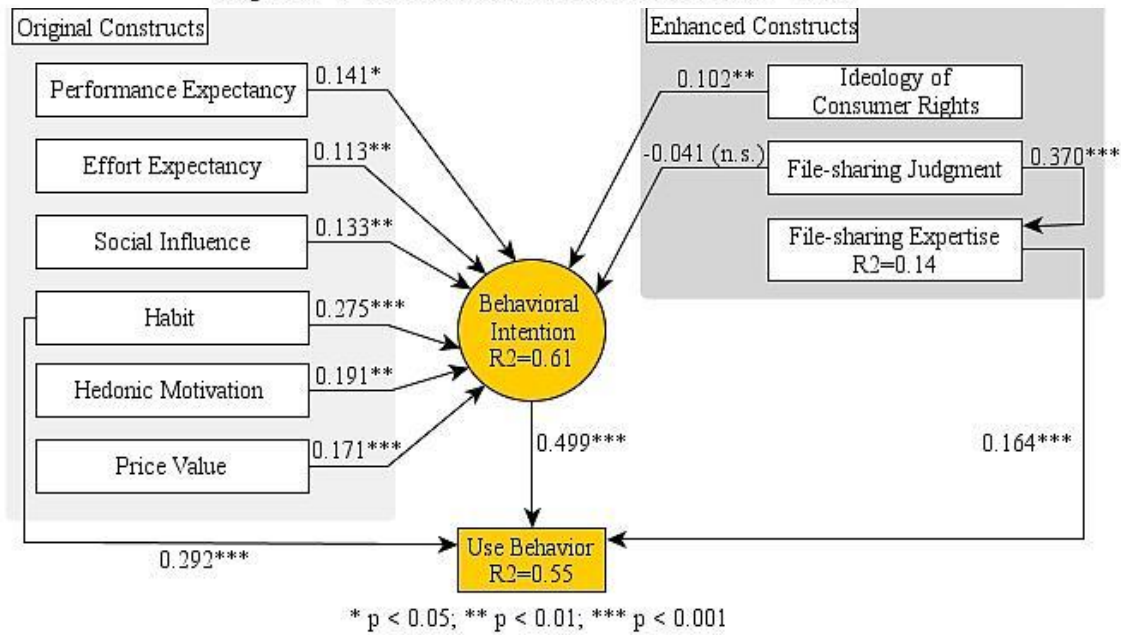 Original Constructs
Enhanced Constructs
Performance Expectancy
0.141*
Effort Expectancy
0.113**
Social Influence
0.133**
Habit
0.275***
Hedonic Motivation
0.191**
Price Value
0.171***
0.102**
Ideology of
Consumer Rights
-0.041 (n.s.)
File-sharing Judgment
0.370***
File-sharing Expertise
R2=0.14
Behavioral
Intention
R2=0.61
0.499***
0.164***
0.292***
Use Behavior
R2=0.55
* p < 0.05; ** p < 0.01; *** p < 0.001